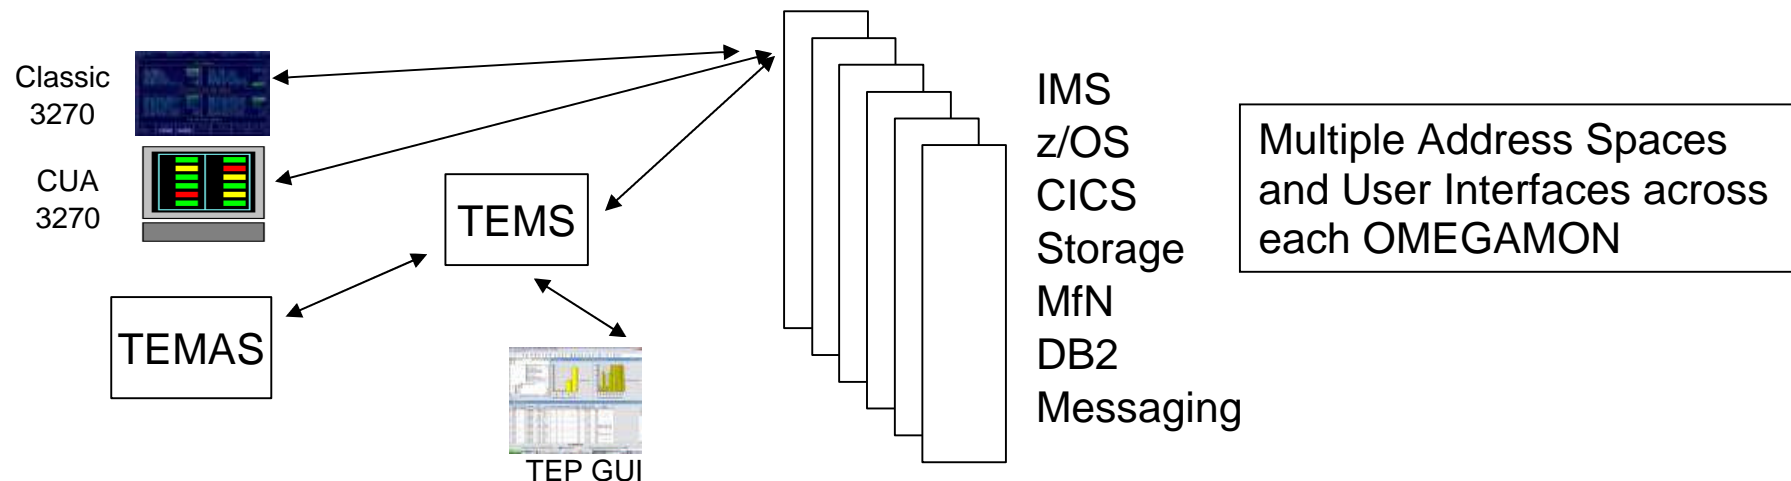 Classic
3270
CUA
3270
TEMS
TEMAS
TEP GUI
IMS
z/OS
CICS
Storage
MfN
DB2
Messaging
Multiple Address Spaces
and User Interfaces across
each OMEGAMON